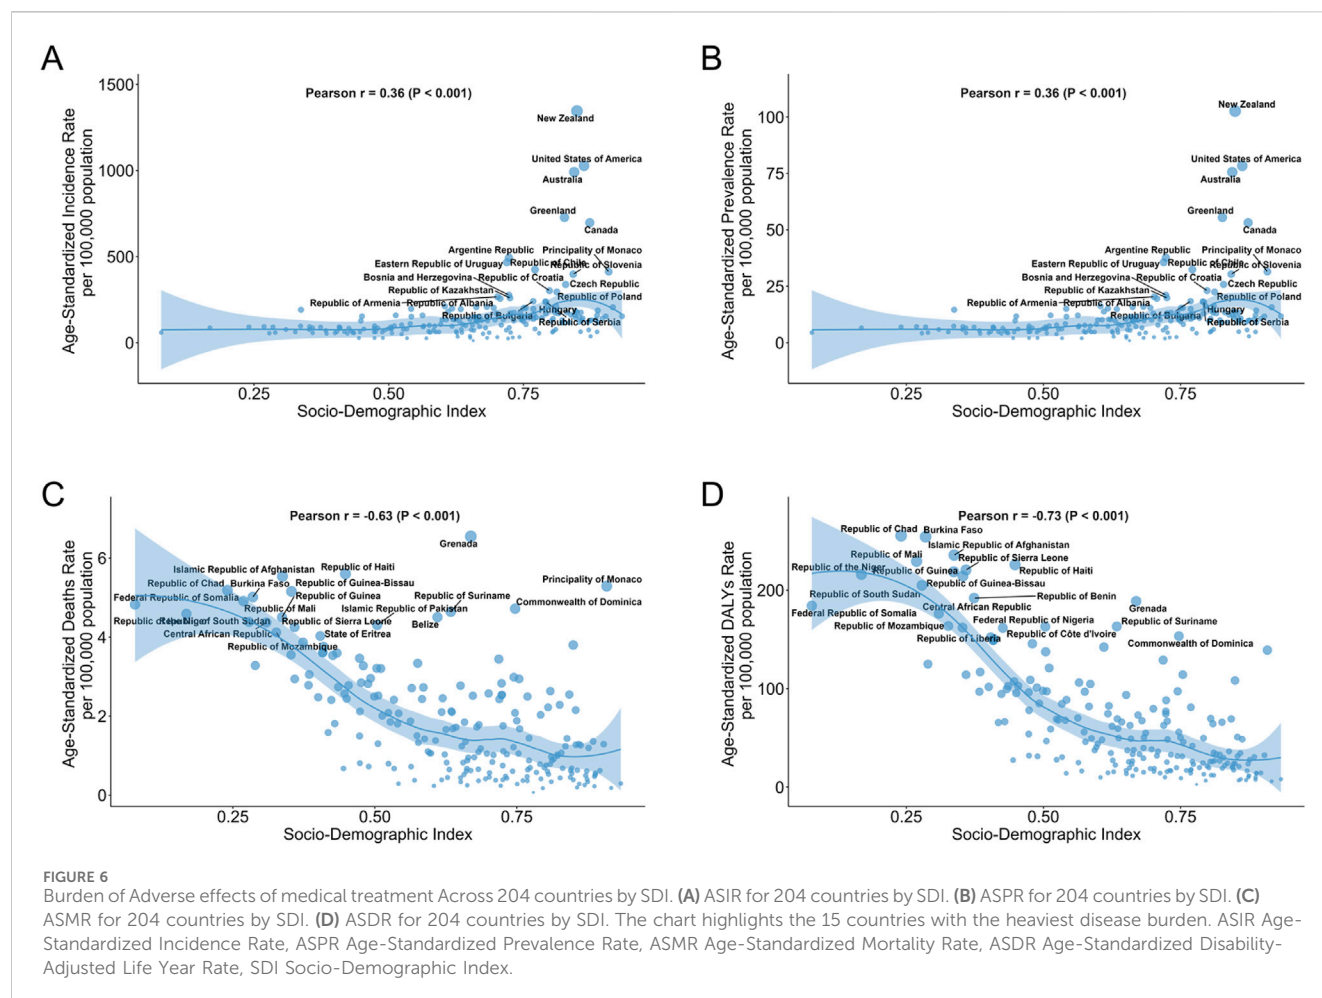 A
Age-Standardized Incidence Rate
per 100,000 population
1500
1000
500
0
Pearson r = 0.36 (P < 0.001)
New Zealand
United States of America
Australia
Greenland
Canada
Argentine Republic
Principality of Monaco
Eastern Republic of Uruguay
Republic of Chile
Republic of Slovenia
Bosnia and Herzegovina
Republic of Croatia
Czech Republic
Republic of Kazakhstan
Republic of Poland
Republic of Armenia
Republic of Albania
Hungary
Republic of Bulgaria
Republic of Serbia
0.25
0.50
0.75
Socio-Demographic Index
B
Age-Standardized Prevalence Rate
per 100,000 population
100
75
50
25
0
Pearson r = 0.36 (P < 0.001)
New Zealand
United States of America
Australia
Greenland
Canada
Argentine Republic
Principality of Monaco
Eastern Republic of Uruguay
Republic of Chile
Republic of Slovenia
Bosnia and Herzegovina
Republic of Croatia
Czech Republic
Republic of Kazakhstan
Republic of Poland
Republic of Armenia
Republic of Albania
Hungary
Republic of Bulgaria
Republic of Serbia
0.25
0.50
0.75
Socio-Demographic Index
C
Age-Standardized Deaths Rate
per 100,000 population
6
4
2
0
Pearson r = -0.63 (P < 0.001)
Grenada
Islamic Republic of Afghanistan
Republic of Haiti
Principality of Monaco
Republic of Chad
Burkina Faso
Republic of Guinea-Bissau
Federal Republic of Somalia
Republic of Guinea
Republic of Suriname
Commonwealth of Dominica
Republic of Mali
Islamic Republic of Pakistan
Republic of the Niger
Republic of South Sudan
Republic of Sierra Leone
Belize
Central African Republic
State of Eritrea
Republic of Mozambique
0.25
0.50
0.75
Socio-Demographic Index
D
Age-Standardized DALYs Rate
per 100,000 population
200
100
0
Pearson r = -0.73 (P < 0.001)
Republic of Chad
Burkina Faso
Islamic Republic of Afghanistan
Republic of Mali
Republic of Sierra Leone
Republic of the Niger
Republic of Guinea
Republic of Haiti
Republic of Guinea-Bissau
Republic of South Sudan
Republic of Benin
Federal Republic of Somalia
Central African Republic
Grenada
Republic of Mozambique
Federal Republic of Nigeria
Republic of Suriname
Republic of Liberia
Republic of Côte d'Ivoire
Commonwealth of Dominica
0.25
0.50
0.75
Socio-Demographic Index
FIGURE 6
Burden of Adverse effects of medical treatment Across 204 countries by SDI. (A) ASIR for 204 countries by SDI. (B) ASPR for 204 countries by SDI. (C)
ASMR for 204 countries by SDI. (D) ASDR for 204 countries by SDI. The chart highlights the 15 countries with the heaviest disease burden. ASIR Age-
Standardized Incidence Rate, ASPR Age-Standardized Prevalence Rate, ASMR Age-Standardized Mortality Rate, ASDR Age-Standardized Disability-
Adjusted Life Year Rate, SDI Socio-Demographic Index.